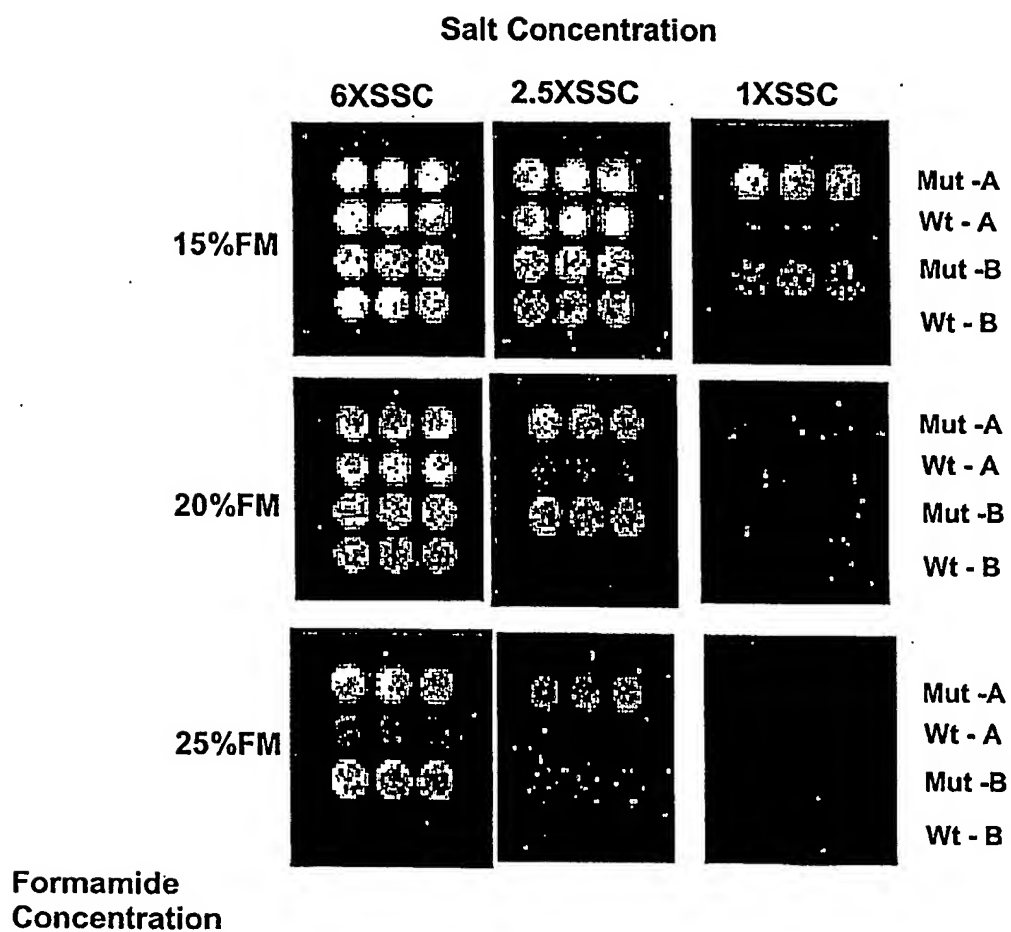 Salt Concentration
6XSSC 2.5XSSC 1XSSC
15%FM
Mut -A
Wt - A
Mut -B
Wt - B
20%FM
Mut -A
Wt - A
Mut -B
Wt - B
25%FM
Mut -A
Wt - A
Mut -B
Wt - B
Formamide
Concentration